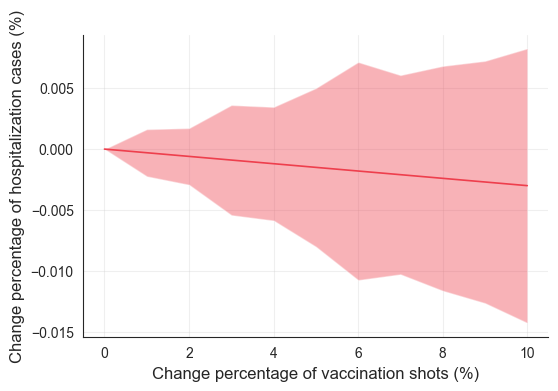 Change percentage of hospitalization cases (%)
0.005
0.000
−0.005
−0.010
−0.015
0 2 4 6 8 10
Change percentage of vaccination shots (%)